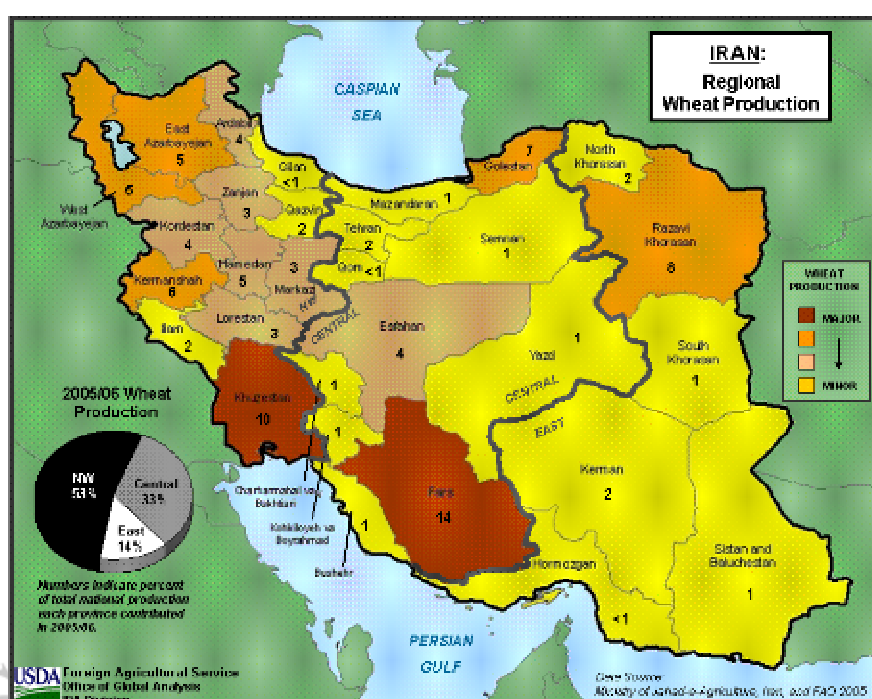 IRAN:
Regional
Wheat Production
CASPIAN
SEA
East
Azarbayejan
5
Ardabil
4
Gilan
<1
6
West
Azarbayejan
Zanjan
3
Qazvin
2
Kordestan
4
Hamedan
5
3
Markazi
Kermanshah
6
Ilam
2
Lorestan
3
NW
CENTRAL
Mazandaran
1
Tehran
2
Qom <1
Semnan
1
7
Golestan
North
Khorasan
2
Razavi
Khorasan
Esfahan
4
Yazd
1
South
Khorasan
1
CENTRAL
EAST
Khuzestan
10
1
1
Charharmahal va
Bakhtiari
Kohkiloyeh va
Boyrahmad
Bushehr
1
Fars
14
Kerman
2
Hormozgan
<1
Sistan and
Baluchestan
1
PERSIAN
GULF
WHEAT
PRODUCTION
MAJOR
MINOR
2005/06 Wheat
Production
NW
53%
Central
33%
East
14%
Numbers indicate percent
of total national production
each province contributed
in 2005/06.
USDA Foreign Agricultural Service
Office of Global Analysis
Data Source:
Ministry of Jahad-e-Agriculture, Iran, and FAO 2005